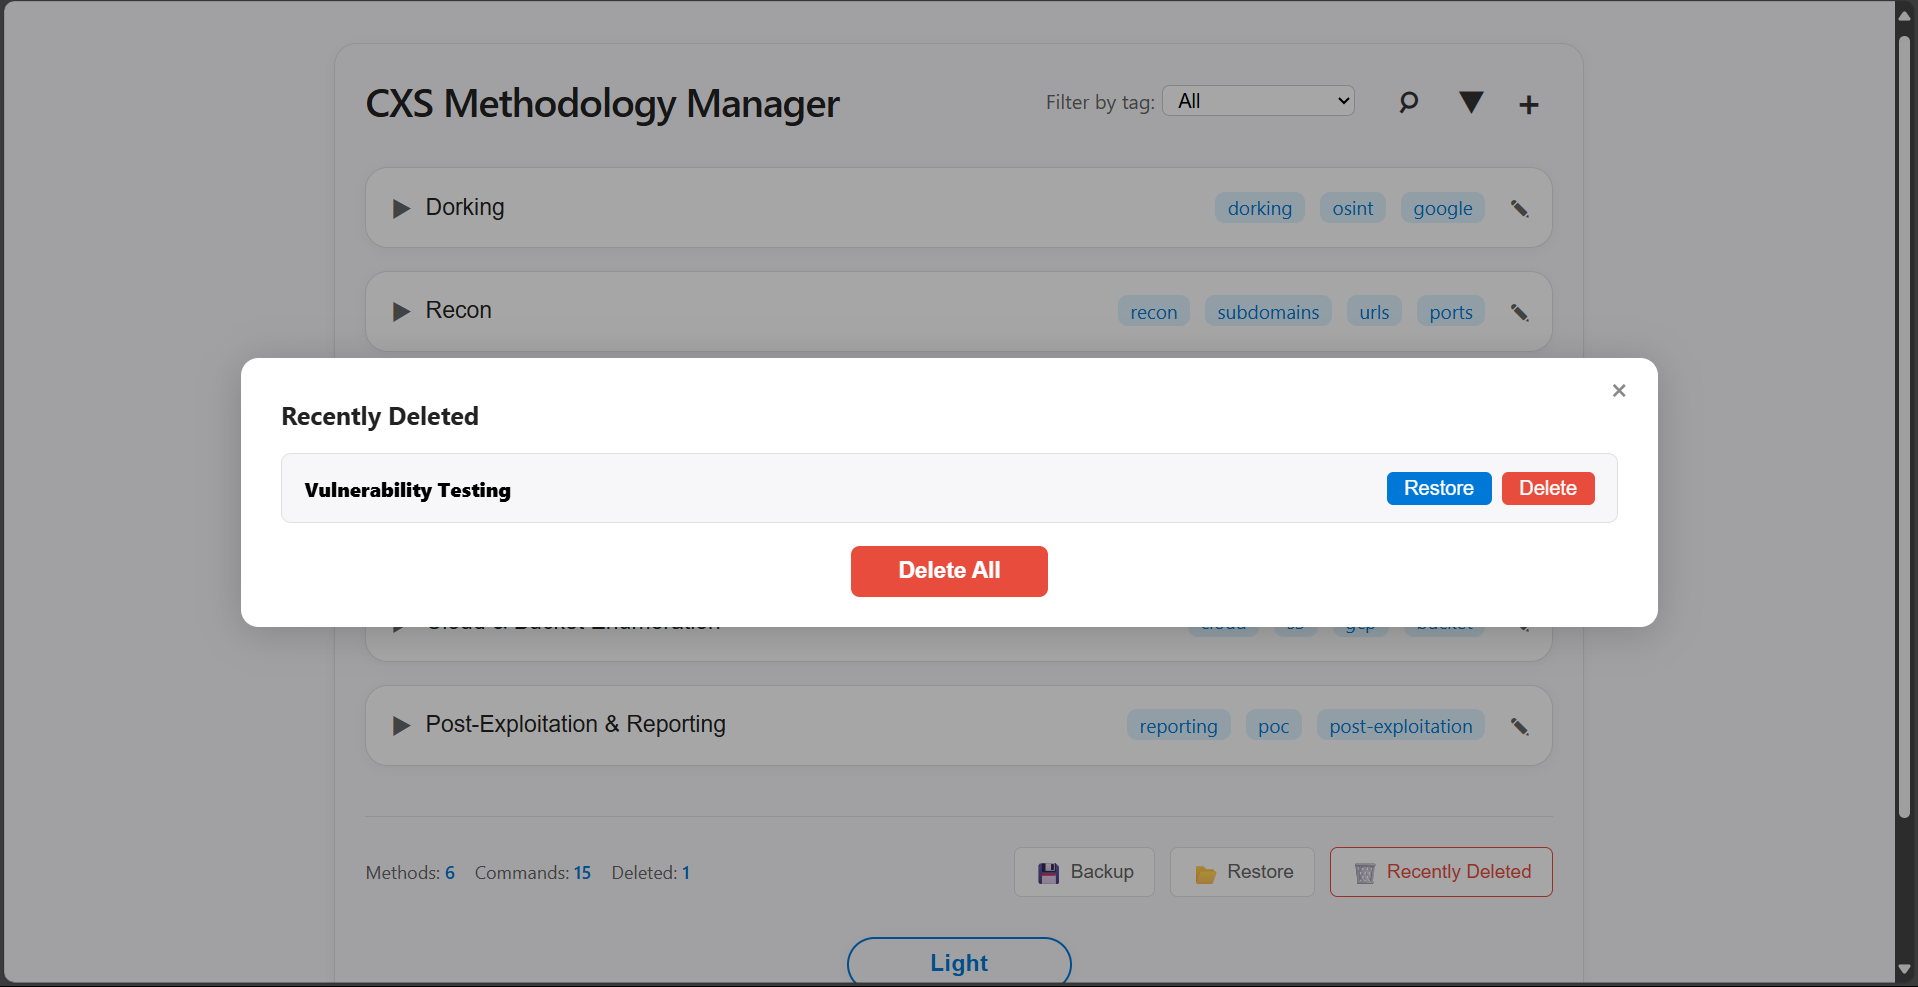 CXS Methodology Manager
Filter by tag: All
Dorking dorking osint google
Recon recon subdomains urls ports
Recently Deleted ×
Vulnerability Testing Restore Delete
Delete All
Post-Exploitation & Reporting reporting poc post-exploitation
Methods: 6 Commands: 15 Deleted: 1 Backup Restore Recently Deleted
Light